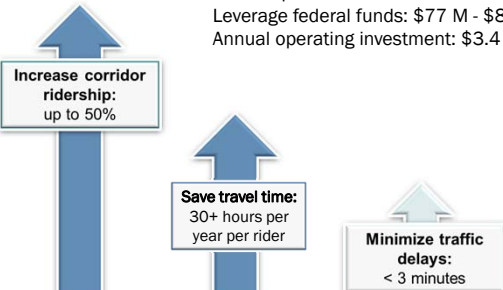 Leverage federal funds: $77 M - $8
Annual operating investment: $3.4
Increase corridor
ridership:
up to 50%
Save travel time:
30+ hours per
year per rider
Minimize traffic
delays:
< 3 minutes